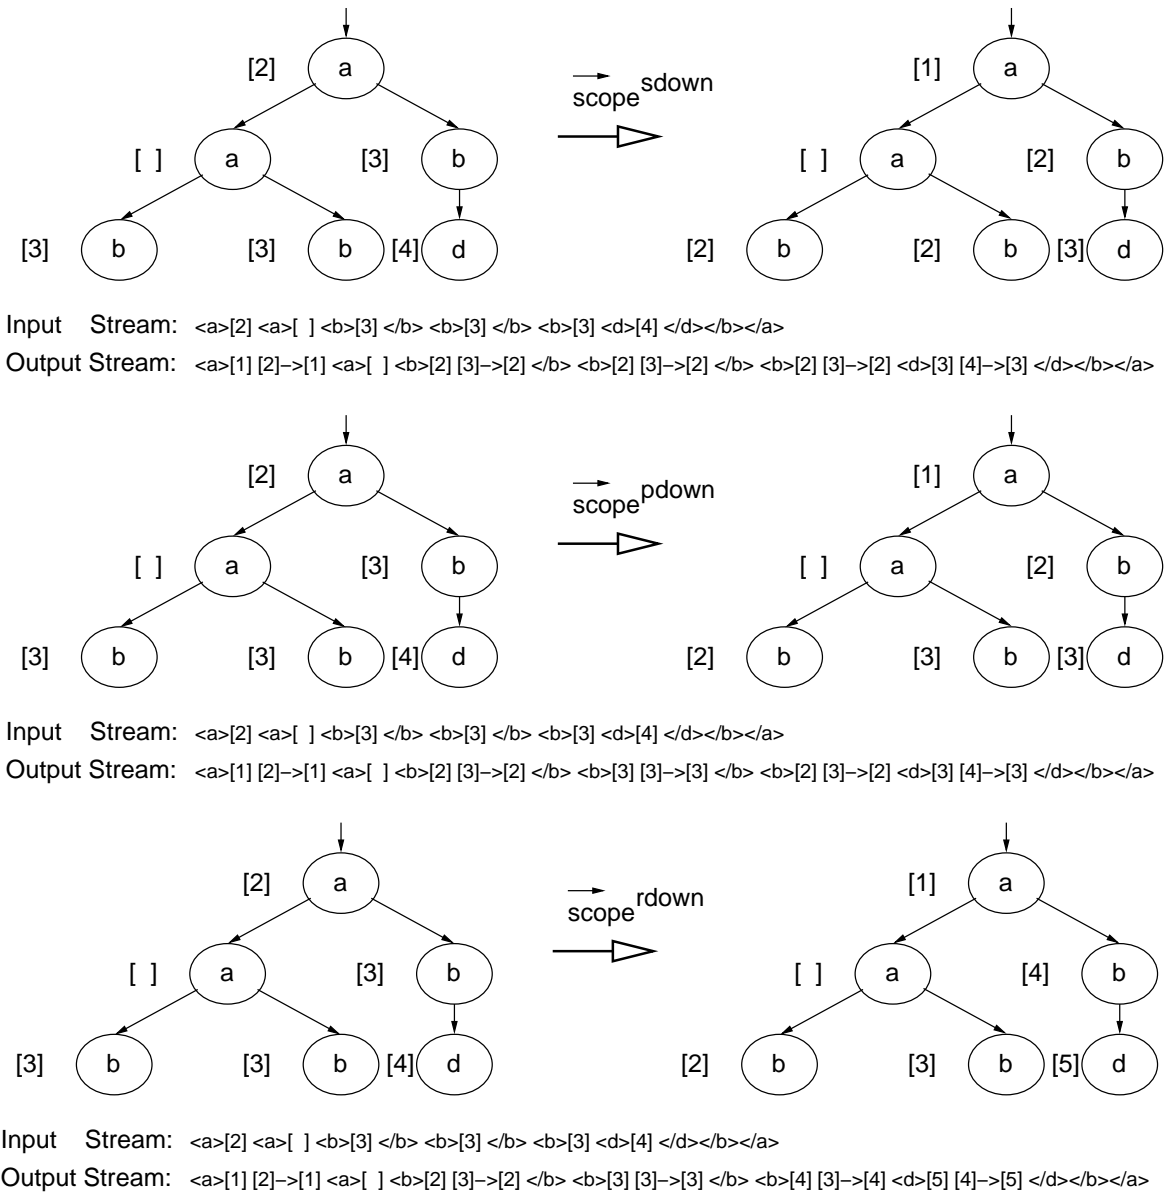 [2] a
scope sdown
[1] a
[ ] a [3] b
[ ] a [2] b
[3] b [3] b [4] d
[2] b [2] b [3] d
Input Stream: <a>[2] <a>[ ] <b>[3] </b> <b>[3] </b> <b>[3] <d>[4] </d></b></a>
Output Stream: <a>[1] [2]−>[1] <a>[ ] <b>[2] [3]−>[2] </b> <b>[2] [3]−>[2] </b> <b>[2] [3]−>[2] <d>[3] [4]−>[3] </d></b></a>
[2] a
scope pdown
[1] a
[ ] a [3] b
[ ] a [2] b
[3] b [3] b [4] d
[2] b [3] b [3] d
Input Stream: <a>[2] <a>[ ] <b>[3] </b> <b>[3] </b> <b>[3] <d>[4] </d></b></a>
Output Stream: <a>[1] [2]−>[1] <a>[ ] <b>[2] [3]−>[2] </b> <b>[3] [3]−>[3] </b> <b>[2] [3]−>[2] <d>[3] [4]−>[3] </d></b></a>
[2] a
scope rdown
[1] a
[ ] a [3] b
[ ] a [4] b
[3] b [3] b [4] d
[2] b [3] b [5] d
Input Stream: <a>[2] <a>[ ] <b>[3] </b> <b>[3] </b> <b>[3] <d>[4] </d></b></a>
Output Stream: <a>[1] [2]−>[1] <a>[ ] <b>[2] [3]−>[2] </b> <b>[3] [3]−>[3] </b> <b>[4] [3]−>[4] <d>[5] [4]−>[5] </d></b></a>